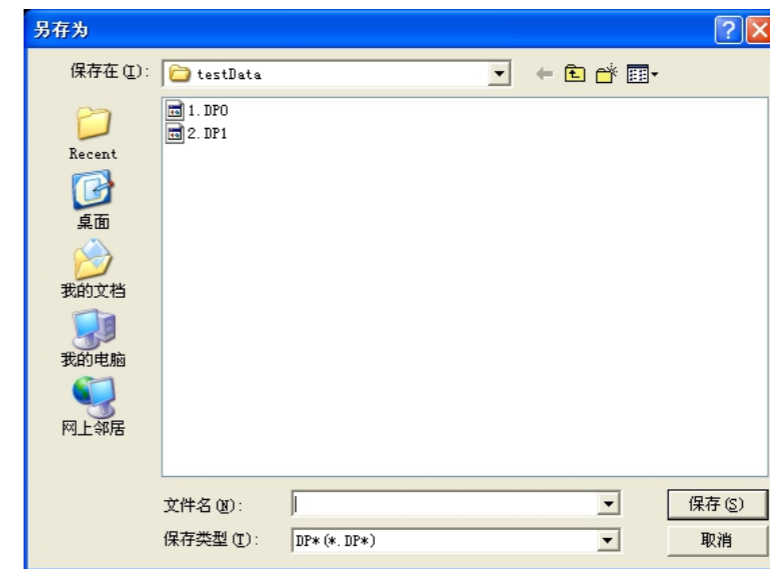 另存为
保存在(I): testData
1.DP0
2.DP1
Recent
桌面
我的文档
我的电脑
网上邻居
文件名(N): 保存(S)
保存类型(T): DP*(*.DP*) 取消